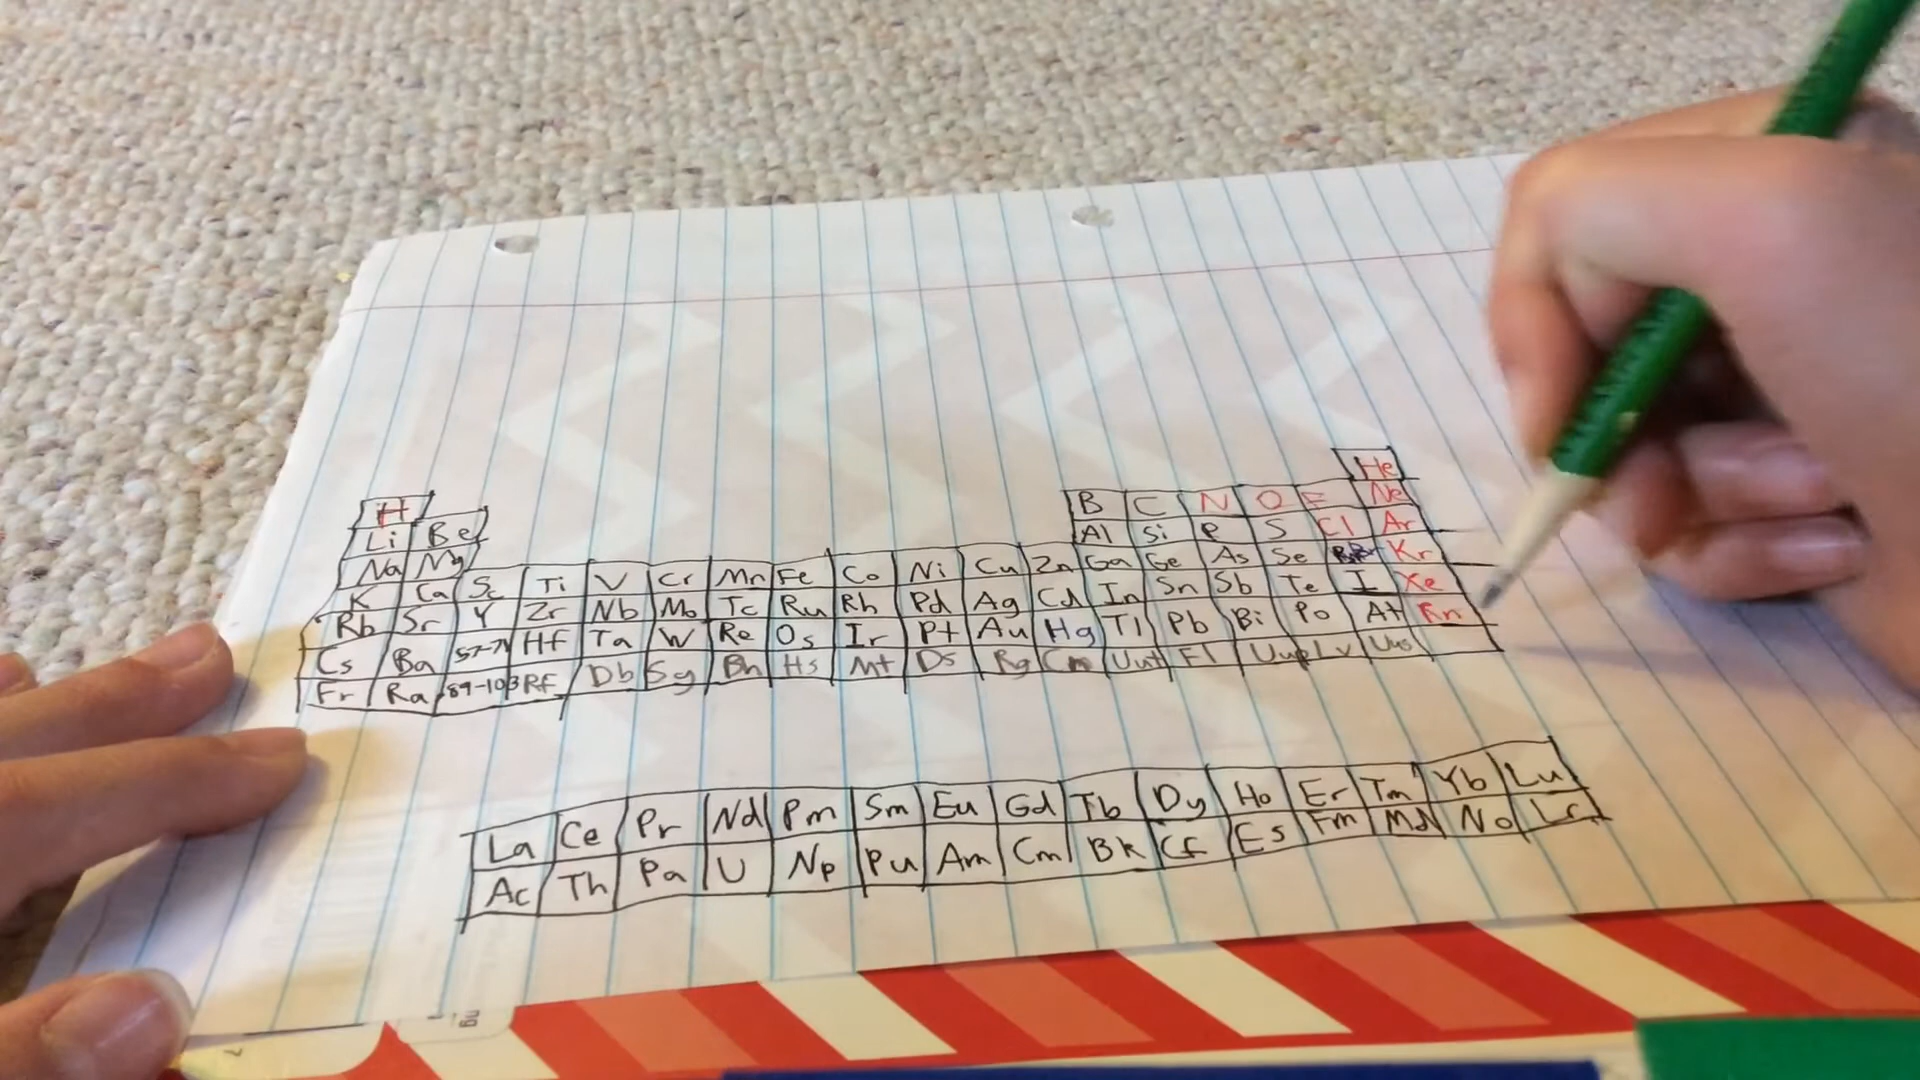 He
H B C N O F Ne
Li Be Al Si P S Cl Ar
Na Mg Ga Ge As Se Br Kr
K Ca Sc Ti V Cr Mn Fe Co Ni Cu Zn In Sn Sb Te I Xe
Rb Sr Y Zr Nb Mo Tc Ru Rh Pd Ag Cd Tl Pb Bi Po At Rn
Cs Ba 57-71 Hf Ta W Re Os Ir Pt Au Hg Uut Fl Uup Lv Uus
Fr Ra 89-103 Rf Db Sg Bh Hs Mt Ds Rg Cn
La Ce Pr Nd Pm Sm Eu Gd Tb Dy Ho Er Tm Yb Lu
Ac Th Pa U Np Pu Am Cm Bk Cf Es Fm Md No Lr